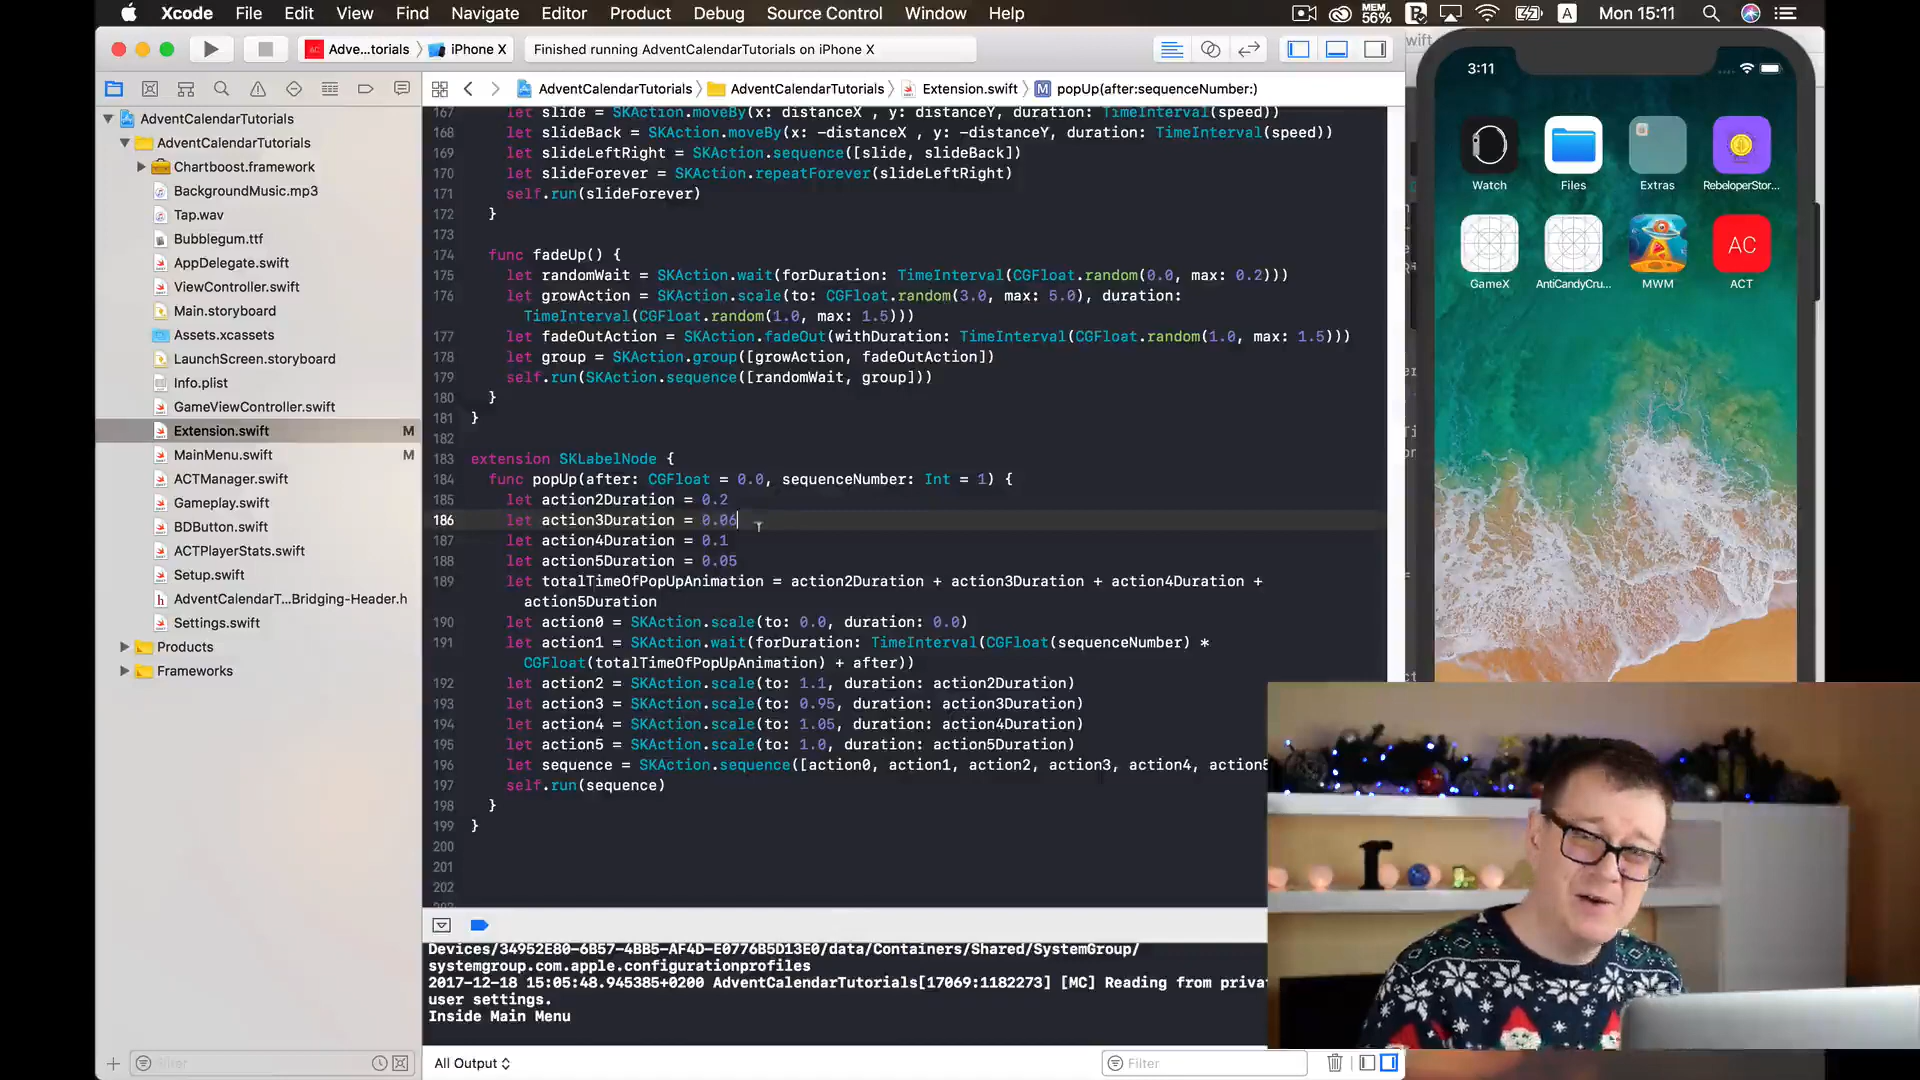 Xcode File Edit View Find Navigate Editor Product Debug Source Control Window Help MEM 56% A Mon 15:11
Adve...torials iPhone X Finished running AdventCalendarTutorials on iPhone X
AdventCalendarTutorials AdventCalendarTutorials Extension.swift M popUp(after:sequenceNumber:)
AdventCalendarTutorials
AdventCalendarTutorials
Chartboost.framework
BackgroundMusic.mp3
Tap.wav
Bubblegum.ttf
AppDelegate.swift
ViewController.swift
Main.storyboard
Assets.xcassets
LaunchScreen.storyboard
Info.plist
GameViewController.swift
Extension.swift M
MainMenu.swift M
ACTManager.swift
Gameplay.swift
BDButton.swift
ACTPlayerStats.swift
Setup.swift
h AdventCalendarT...Bridging-Header.h
Settings.swift
Products
Frameworks
Filter
167 let slide = SKAction.moveBy(x: distanceX , y: distanceY, duration: TimeInterval(speed))
168 let slideBack = SKAction.moveBy(x: -distanceX , y: -distanceY, duration: TimeInterval(speed))
169 let slideLeftRight = SKAction.sequence([slide, slideBack])
170 let slideForever = SKAction.repeatForever(slideLeftRight)
171 self.run(slideForever)
172 }
173
174 func fadeUp() {
175 let randomWait = SKAction.wait(forDuration: TimeInterval(CGFloat.random(0.0, max: 0.2)))
176 let growAction = SKAction.scale(to: CGFloat.random(3.0, max: 5.0), duration:
TimeInterval(CGFloat.random(1.0, max: 1.5)))
177 let fadeOutAction = SKAction.fadeOut(withDuration: TimeInterval(CGFloat.random(1.0, max: 1.5)))
178 let group = SKAction.group([growAction, fadeOutAction])
179 self.run(SKAction.sequence([randomWait, group]))
180 }
181 }
182
183 extension SKLabelNode {
184 func popUp(after: CGFloat = 0.0, sequenceNumber: Int = 1) {
185 let action2Duration = 0.2
186 let action3Duration = 0.06
187 let action4Duration = 0.1
188 let action5Duration = 0.05
189 let totalTimeOfPopUpAnimation = action2Duration + action3Duration + action4Duration +
action5Duration
190 let action0 = SKAction.scale(to: 0.0, duration: 0.0)
191 let action1 = SKAction.wait(forDuration: TimeInterval(CGFloat(sequenceNumber) *
CGFloat(totalTimeOfPopUpAnimation) + after))
192 let action2 = SKAction.scale(to: 1.1, duration: action2Duration)
193 let action3 = SKAction.scale(to: 0.95, duration: action3Duration)
194 let action4 = SKAction.scale(to: 1.05, duration: action4Duration)
195 let action5 = SKAction.scale(to: 1.0, duration: action5Duration)
196 let sequence = SKAction.sequence([action0, action1, action2, action3, action4, action5
197 self.run(sequence)
198 }
199 }
200
201
202
Devices/34952E80-6B57-4BB5-AF4D-E0776B5D13E0/data/Containers/Shared/SystemGroup/
systemgroup.com.apple.configurationprofiles
2017-12-18 15:05:48.945385+0200 AdventCalendarTutorials[17069:1182273] [MC] Reading from priva
user settings.
Inside Main Menu
All Output
Filter
wift
3:11
Watch Files Extras RebeloperStor...
AC
GameX AntiCandyCru... MWM ACT
r